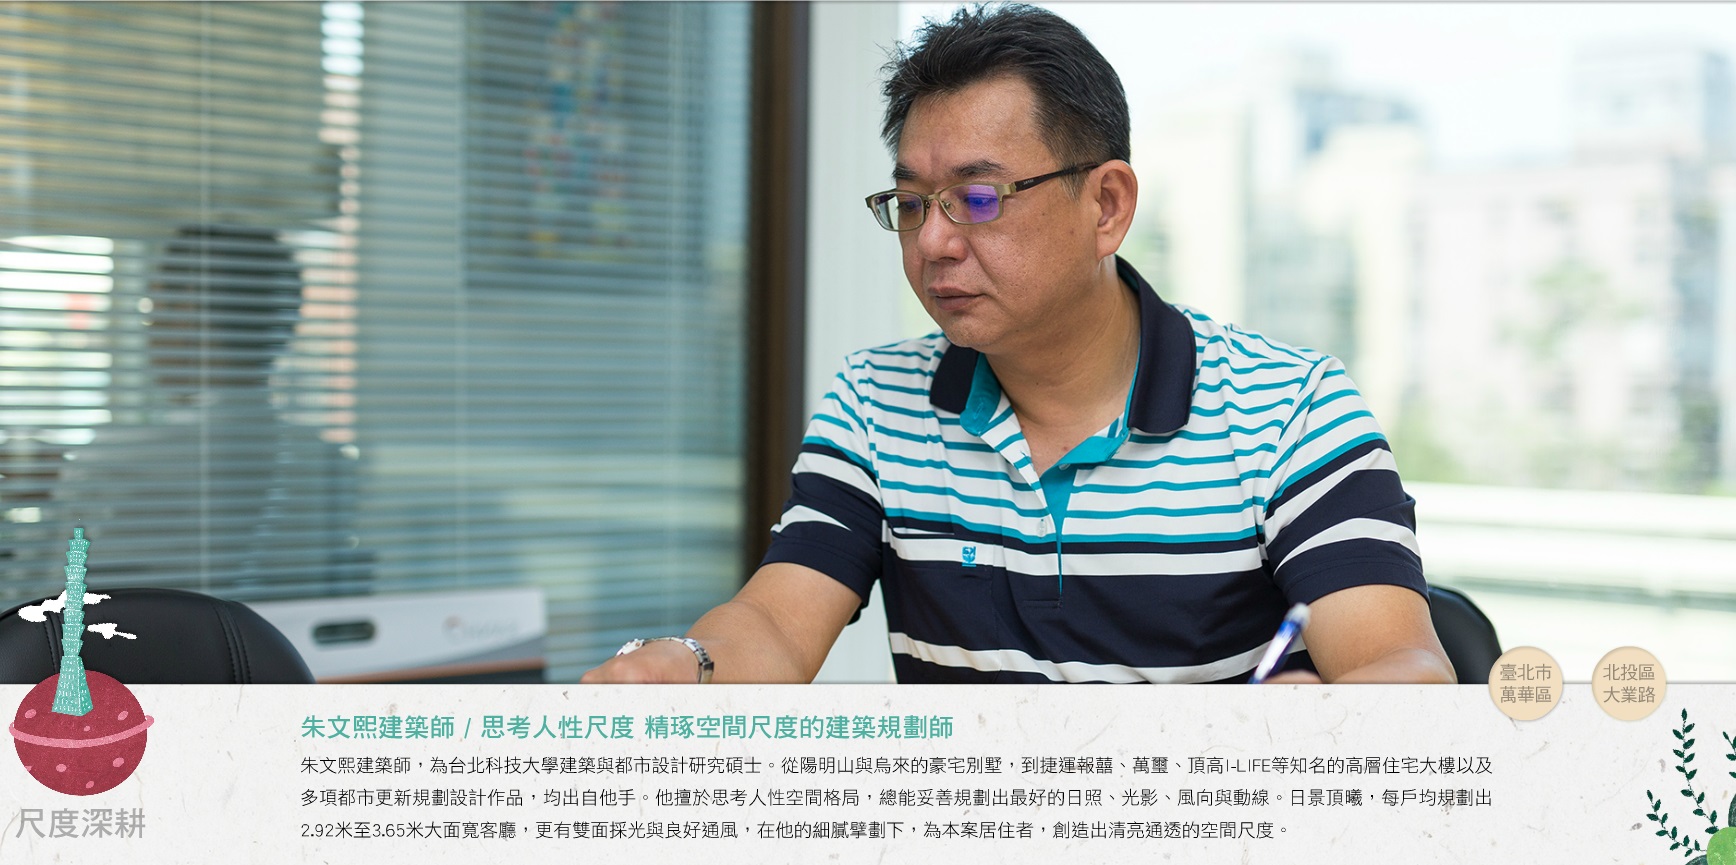 臺北市
萬華區
北投區
大業路
朱文熙建築師 / 思考人性尺度 精琢空間尺度的建築規劃師
朱文熙建築師，為台北科技大學建築與都市設計研究碩士。從陽明山與烏來的豪宅別墅，到捷運報囍、萬璽、頂高I-LIFE等知名的高層住宅大樓以及
多項都市更新規劃設計作品，均出自他手。他擅於思考人性空間格局，總能妥善規劃出最好的日照、光影、風向與動線。日景頂曦，每戶均規劃出
2.92米至3.65米大面寬客廳，更有雙面採光與良好通風，在他的細膩擘劃下，為本案居住者，創造出清亮通透的空間尺度。
尺度深耕